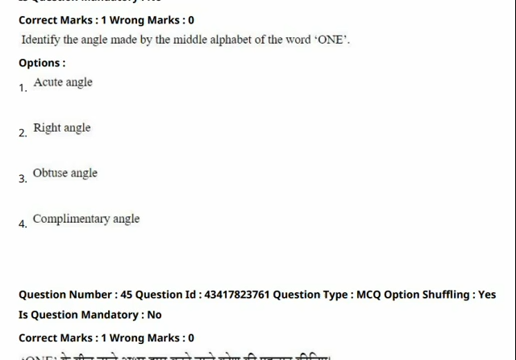 Correct Marks : 1 Wrong Marks : 0
Identify the angle made by the middle alphabet of the word ‘ONE’.
Options :
1. Acute angle
2. Right angle
3. Obtuse angle
4. Complimentary angle
Question Number : 45 Question Id : 43417823761 Question Type : MCQ Option Shuffling : Yes
Is Question Mandatory : No
Correct Marks : 1 Wrong Marks : 0